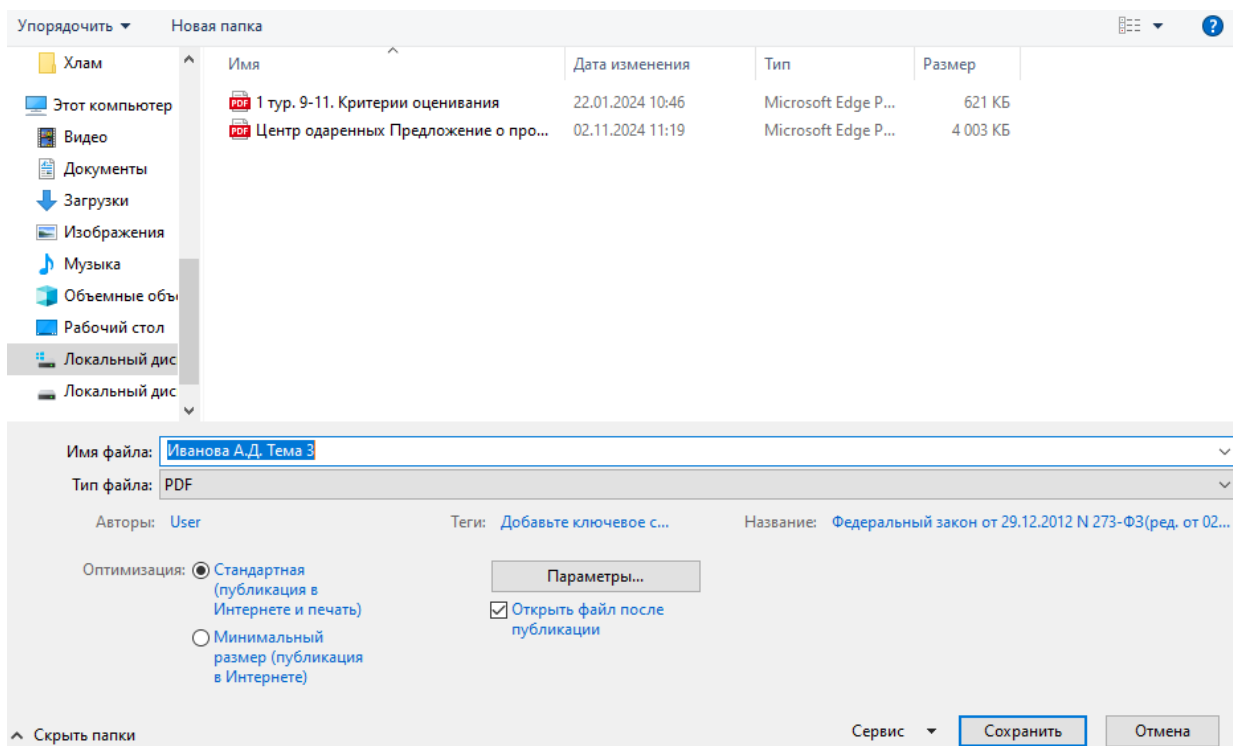 Упорядочить Новая папка
Хлам
Этот компьютер
Видео
Документы
Загрузки
Изображения
Музыка
Объемные объ
Рабочий стол
Локальный дис
Локальный дис
Имя Дата изменения Тип Размер
1 тур. 9-11. Критерии оценивания 22.01.2024 10:46 Microsoft Edge P... 621 КБ
Центр одаренных Предложение о про... 02.11.2024 11:19 Microsoft Edge P... 4 003 КБ
Имя файла: Иванова А.Д. Тема 3
Тип файла: PDF
Авторы: User Теги: Добавьте ключевое с... Название: Федеральный закон от 29.12.2012 N 273-ФЗ(ред. от 02...
Оптимизация: Стандартная
(публикация в
Интернете и печать)
Минимальный
размер (публикация
в Интернете)
Параметры...
Открыть файл после
публикации
Скрыть папки Сервис Сохранить Отмена